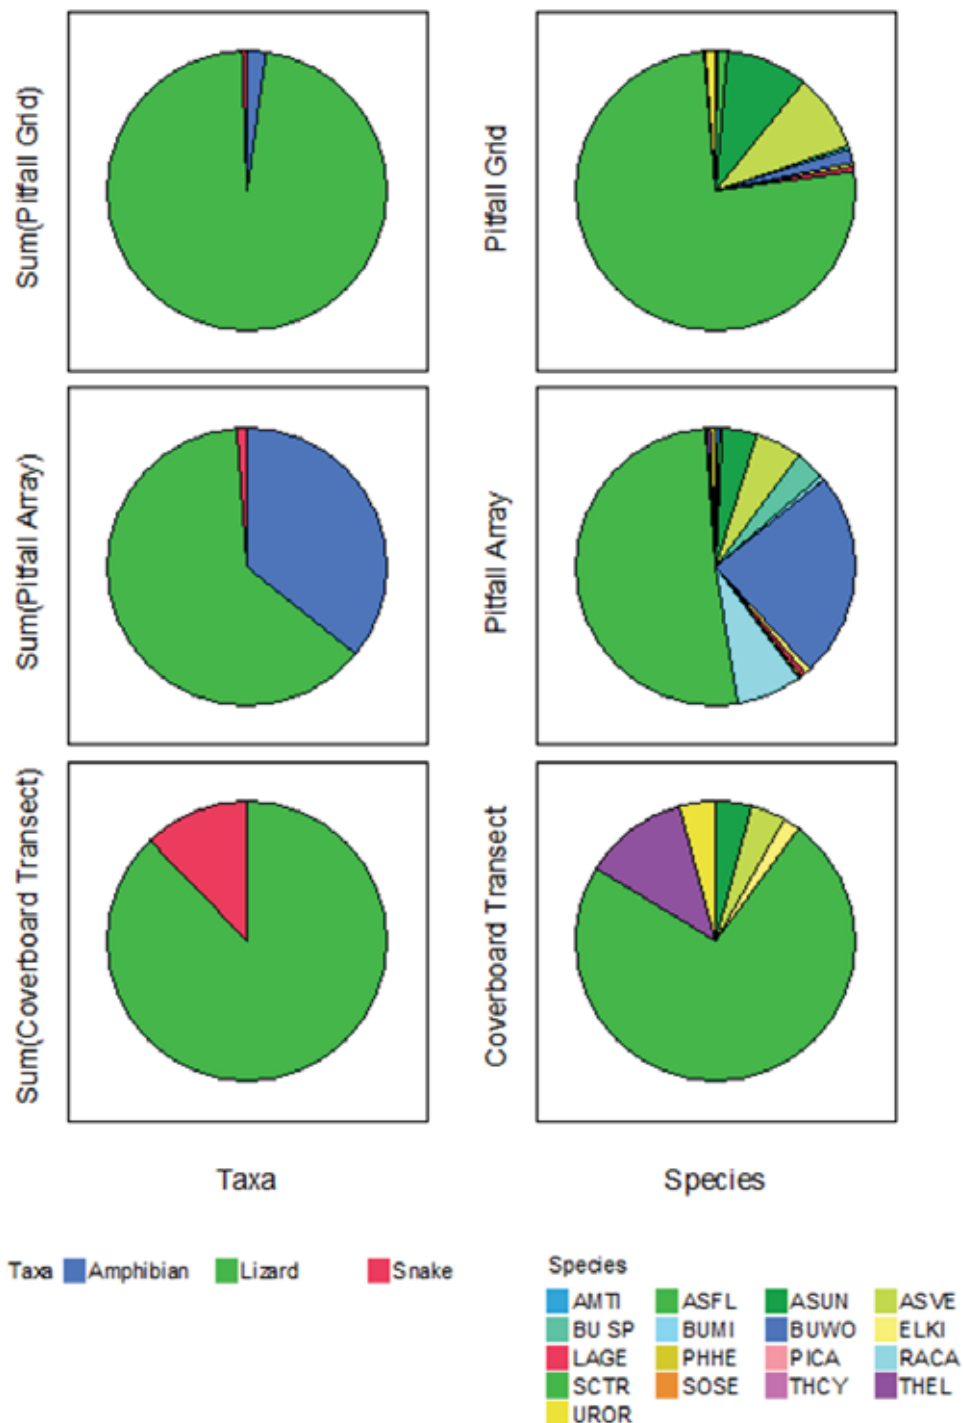 Sum(Pitfall Grid)
Pitfall Grid
Sum(Pitfall Array)
Pitfall Array
Sum(Coverboard Transect)
Coverboard Transect
Taxa
Species
Taxa Amphibian Lizard Snake
Species
AMTI ASFL ASUN ASVE
BU SP BUMI BUWO ELKI
LAGE PHHE PICA RACA
SCTR SOSE THCY THEL
UROR